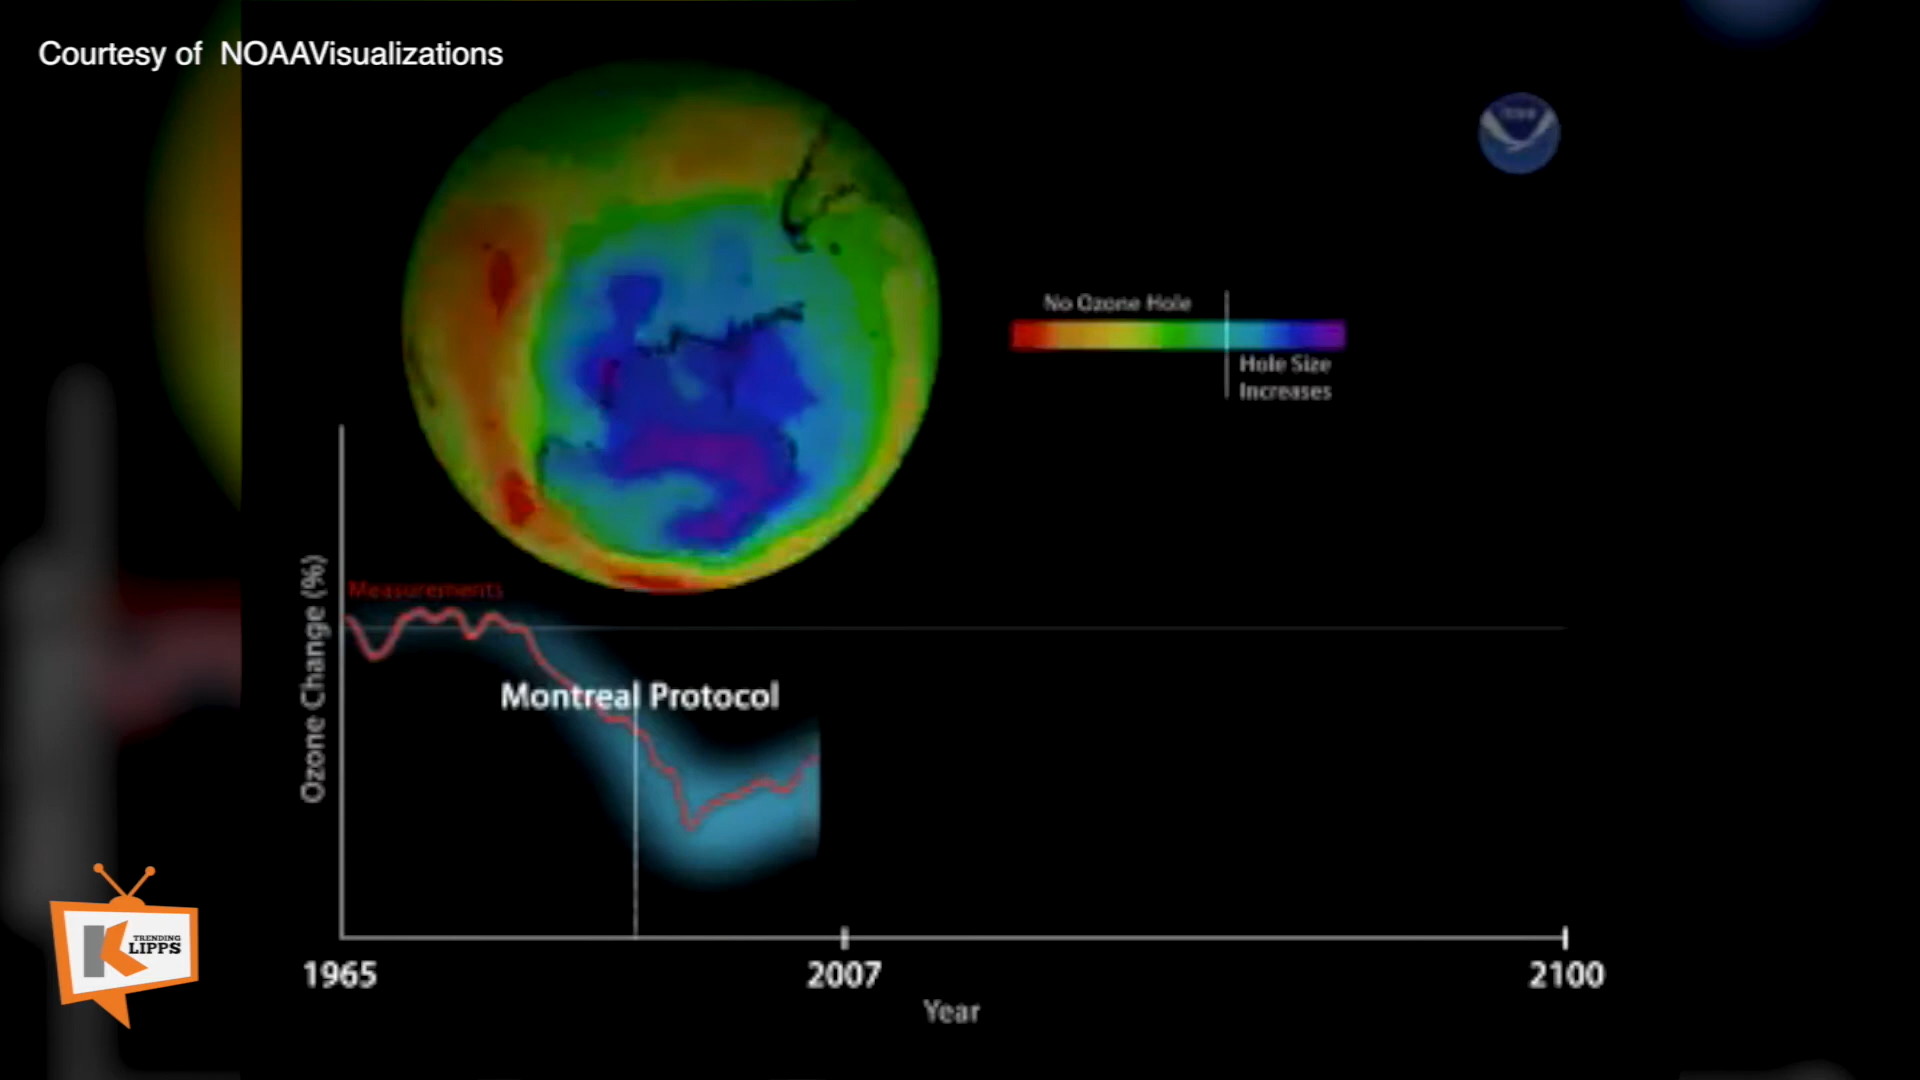 Courtesy of  NOAAVisualizations
No Ozone Hole
Hole Size
Increases
Measurements
Montreal Protocol
Ozone Change (%)
TRENDING
KLIPPS
1965
2007
2100
Year